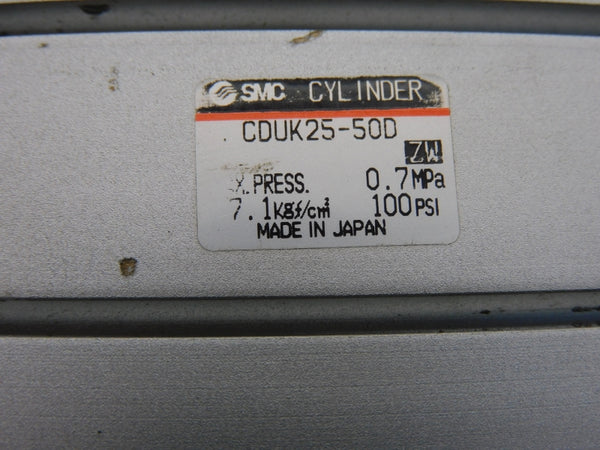 SMC CYLINDER
CDUK25-50D
ZW
PRESS. 0.7MPa
7.1Kgf/cm² 100PSI
MADE IN JAPAN